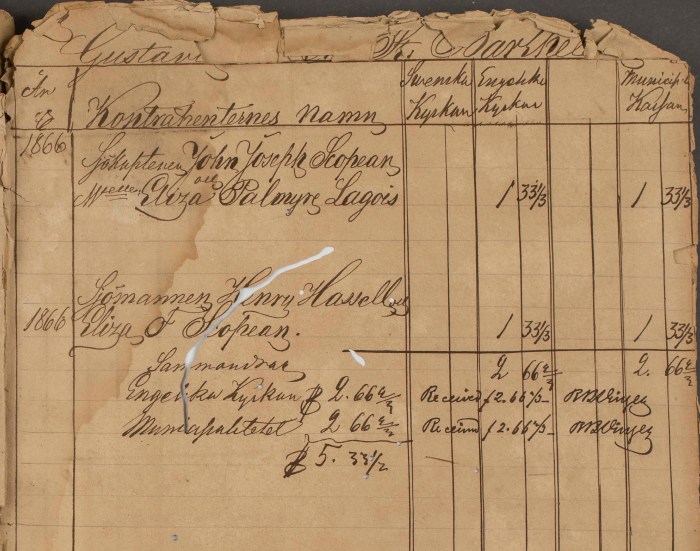 Gustavi St. Barthel
År Svenska Engelska Municip.
Kontrahenternes namn Kyrkan Kyrkan Kassan
1866 Sjökaptenen John Joseph Scopean
och
Mselle Eliza Palmyre Lagois 1 33 1/3 1 33 1/3
Sjömannen Henry Hassell och
1866 Eliza F Scopean. 1 33 1/3 1 33 1/3
Sammandrag 2 66 2/3 2. 66 2/3
Engelska Kyrkan $ 2.66 2/3 Received $2.66 2/3
Municipalitetet 2 66 2/3 Received $2.66 2/3
$ 5. 33 1/2